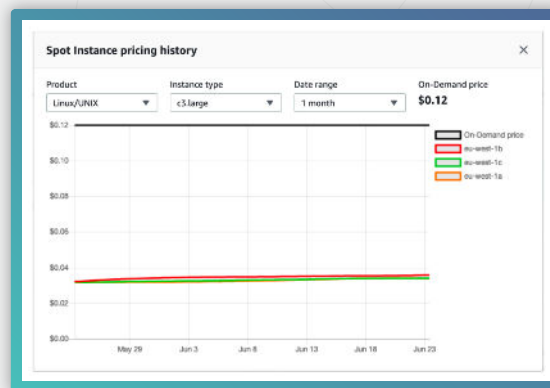 Spot Instance pricing history
Product
Instance type
Date range
On-Demand price
Linux/UNIX
c3.large
1 month
$0.12
$0.12
On-Demand price
eu-west-1b
eu-west-1c
eu-west-1a
$0.10
$0.08
$0.06
$0.04
$0.02
$0.00
May 29
Jun 3
Jun 8
Jun 13
Jun 18
Jun 23